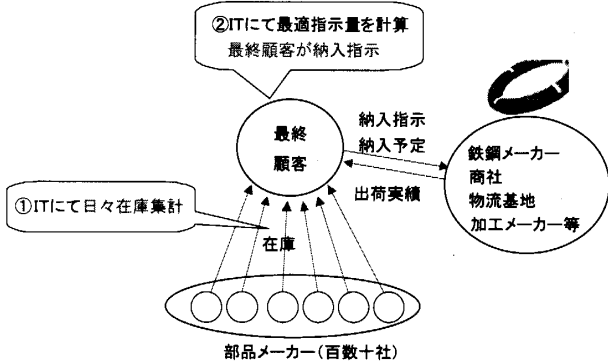 ②ITにて最適指示量を計算
最終顧客が納入指示
最終
顧客
納入指示
納入予定
出荷実績
鉄鋼メーカー
商社
物流基地
加工メーカー等
①ITにて日々在庫集計
在庫
部品メーカー(百数十社)